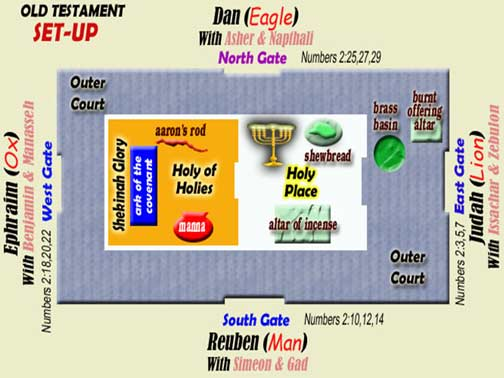 OLD TESTAMENT
SET-UP
Dan (Eagle)
With Asher & Napthali
North Gate
Numbers 2:25,27,29
Outer
Court
Ephraim (Ox)
With Benjamin & Manasseh
West Gate
Numbers 2:18,20,22
Shekinah Glory
ark of the
covenant
aaron's rod
Holy of
Holies
manna
shewbread
Holy
Place
altar of incense
brass
basin
burnt
offering
altar
Outer
Court
East Gate
Judah (Lion)
With Issachar & Zebulon
Numbers 2:3,5,7
South Gate
Numbers 2:10,12,14
Reuben (Man)
With Simeon & Gad